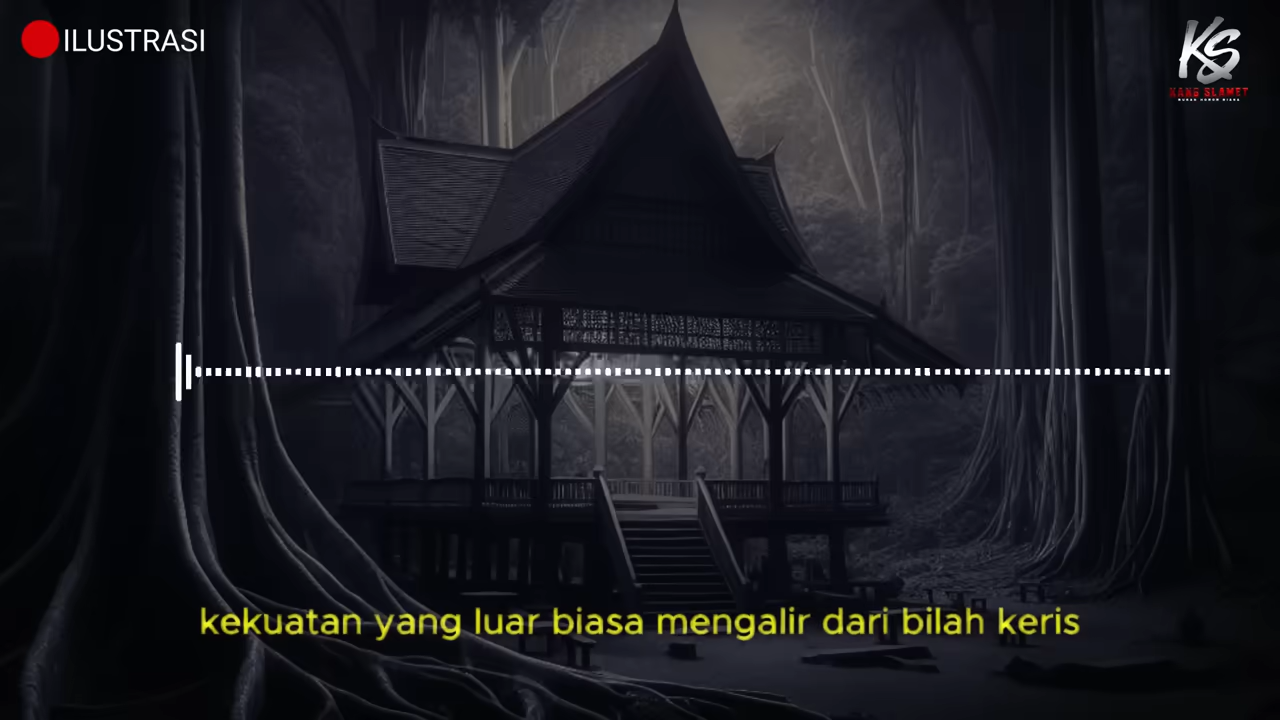 ILUSTRASI
KS
KANG SLAMET
kekuatan yang luar biasa mengalir dari bilah keris